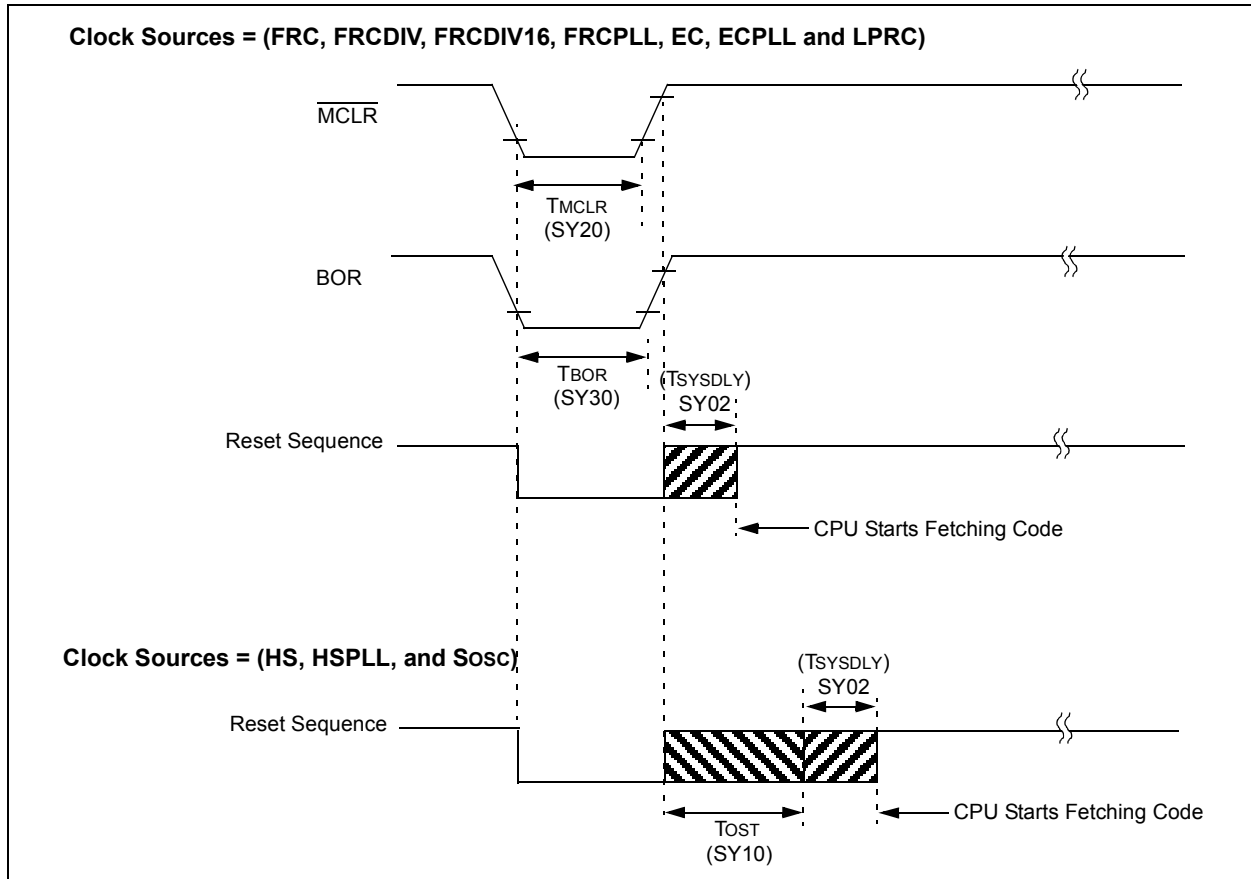 Clock Sources = (FRC, FRCDIV, FRCDIV16, FRCPLL, EC, ECPLL and LPRC)
MCLR
TMCLR
(SY20)
BOR
TBOR
(SY30)
(TSYSDLY)
SY02
Reset Sequence
CPU Starts Fetching Code
Clock Sources = (HS, HSPLL, and SOSC)
(TSYSDLY)
SY02
Reset Sequence
CPU Starts Fetching Code
TOST
(SY10)